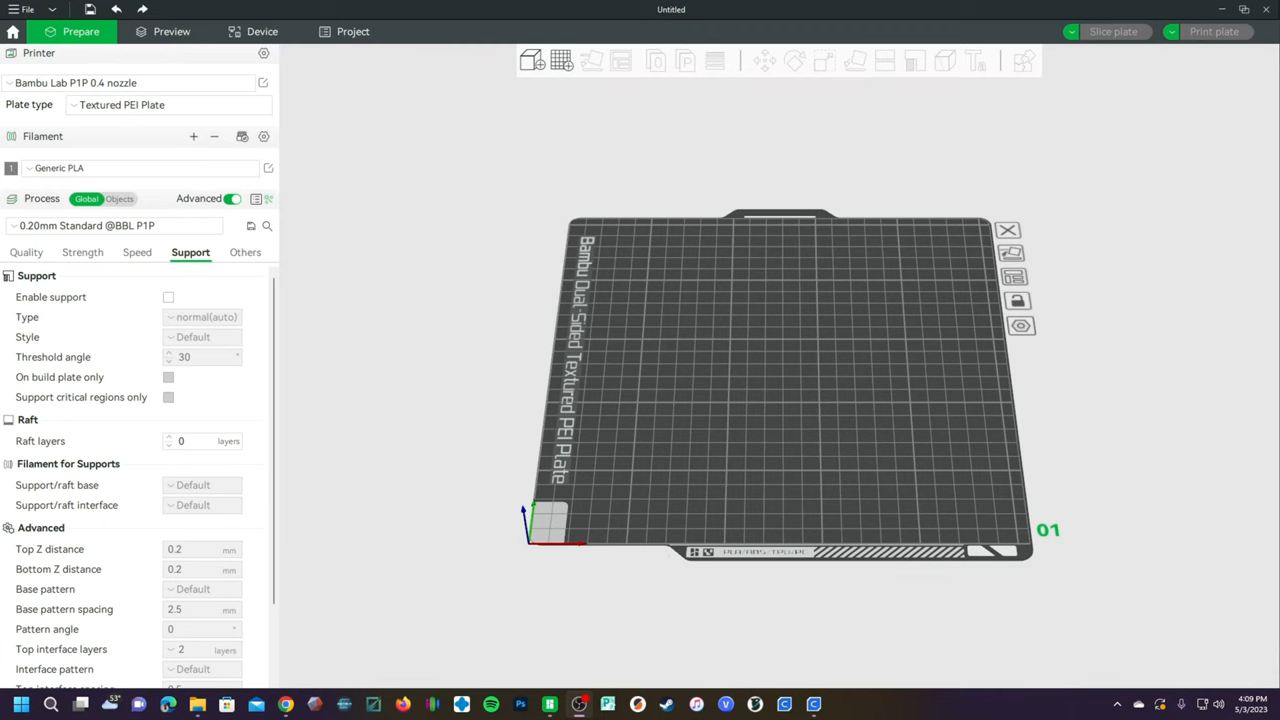 File
Untitled
Prepare
Preview
Device
Project
Slice plate
Print plate
Printer
Bambu Lab P1P 0.4 nozzle
Plate type
Textured PEI Plate
Filament
1
Generic PLA
Process
Global
Objects
Advanced
0.20mm Standard @BBL P1P
Quality
Strength
Speed
Support
Others
Support
Enable support
Type
normal(auto)
Style
Default
Threshold angle
30
°
On build plate only
Support critical regions only
Raft
Raft layers
0
layers
Filament for Supports
Support/raft base
Default
Support/raft interface
Default
Advanced
Top Z distance
0.2
mm
Bottom Z distance
0.2
mm
Base pattern
Default
Base pattern spacing
2.5
mm
Pattern angle
0
°
Top interface layers
2
layers
Interface pattern
Default
Bambu Dual-Sided Textured PEI Plate
PLA/ABS/TPU/PC
01
53°
4:09 PM
5/3/2023